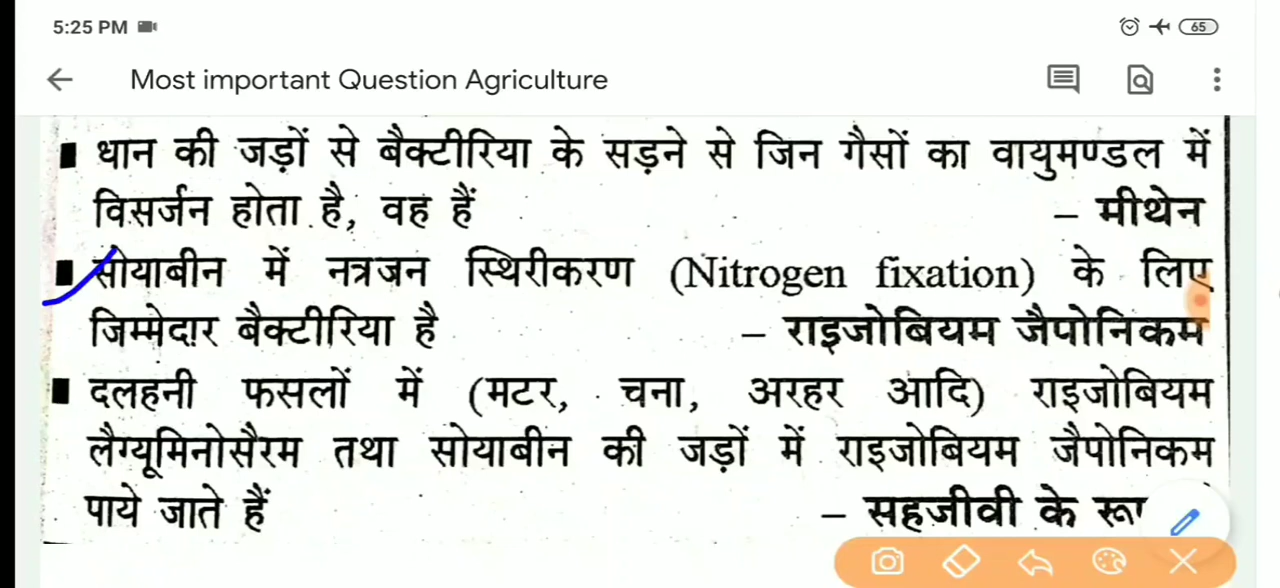 5:25 PM
65
Most important Question Agriculture
धान की जड़ों से बैक्टीरिया के सड़ने से जिन गैसों का वायुमण्डल में
विसर्जन होता है, वह हैं – मीथेन
सोयाबीन में नत्रजन स्थिरीकरण (Nitrogen fixation) के लिए
जिम्मेदार बैक्टीरिया है – राइजोबियम जैपोनिकम
दलहनी फसलों में (मटर, चना, अरहर आदि) राइजोबियम
लैग्यूमिनोसैरम तथा सोयाबीन की जड़ों में राइजोबियम जैपोनिकम
पाये जाते हैं – सहजीवी के